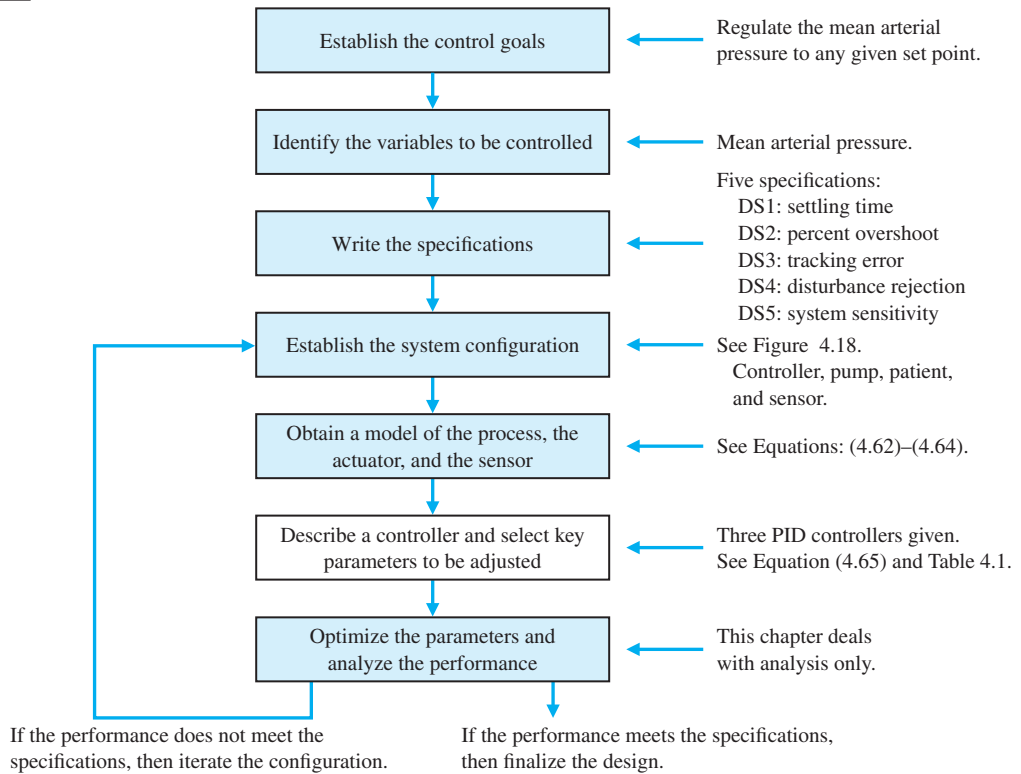 Establish the control goals
Regulate the mean arterial
pressure to any given set point.
Identify the variables to be controlled
Mean arterial pressure.
Write the specifications
Five specifications:
DS1: settling time
DS2: percent overshoot
DS3: tracking error
DS4: disturbance rejection
DS5: system sensitivity
Establish the system configuration
See Figure 4.18.
Controller, pump, patient,
and sensor.
Obtain a model of the process, the
actuator, and the sensor
See Equations: (4.62)–(4.64).
Describe a controller and select key
parameters to be adjusted
Three PID controllers given.
See Equation (4.65) and Table 4.1.
Optimize the parameters and
analyze the performance
This chapter deals
with analysis only.
If the performance does not meet the
specifications, then iterate the configuration.
If the performance meets the specifications,
then finalize the design.